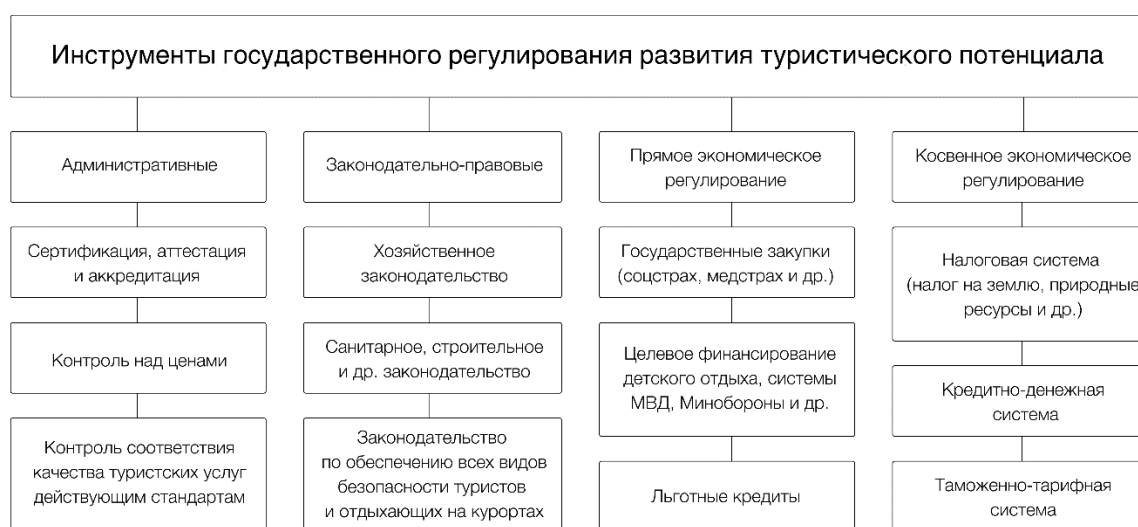 Инструменты государственного регулирования развития туристического потенциала
Административные
Сертификация, аттестация
и аккредитация
Контроль над ценами
Контроль соответствия
качества туристских услуг
действующим стандартам
Законодательно-правовые
Хозяйственное
законодательство
Санитарное, строительное
и др. законодательство
Законодательство
по обеспечению всех видов
безопасности туристов
и отдыхающих на курортах
Прямое экономическое
регулирование
Государственные закупки
(соцстрах, медстрах и др.)
Целевое финансирование
детского отдыха, системы
МВД, Минобороны и др.
Льготные кредиты
Косвенное экономическое
регулирование
Налоговая система
(налог на землю, природные
ресурсы и др.)
Кредитно-денежная
система
Таможенно-тарифная
система